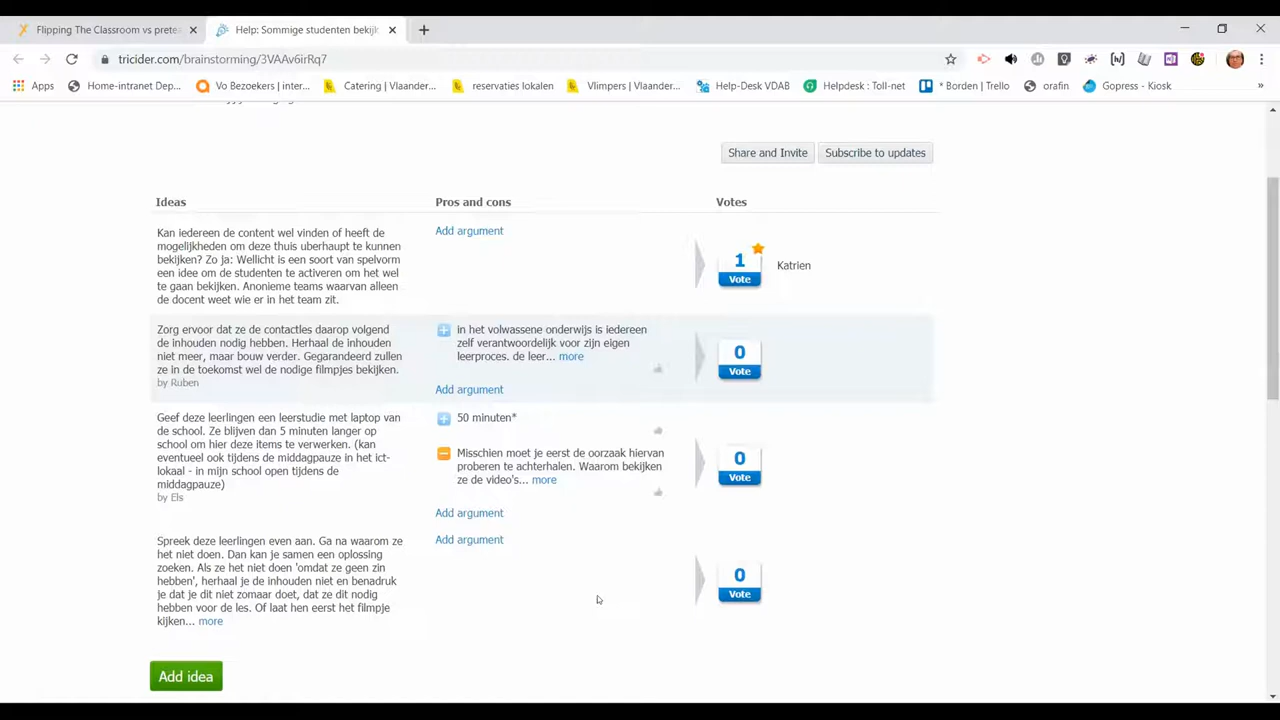 Flipping The Classroom vs prete
Help: Sommige studenten bekijk
tricider.com/brainstorming/3VAAv6irRq7
Apps
Home-intranet Dep...
Vo Bezoekers | inter...
Catering | Vlaander...
reservaties lokalen
Vlimpers | Vlaander...
Help-Desk VDAB
Helpdesk : Toll-net
* Borden | Trello
orafin
Gopress - Kiosk
»
Share and Invite
Subscribe to updates
Ideas
Pros and cons
Votes
Kan iedereen de content wel vinden of heeft de
mogelijkheden om deze thuis uberhaupt te kunnen
bekijken? Zo ja: Wellicht is een soort van spelvorm
een idee om de studenten te activeren om het wel
te gaan bekijken. Anonieme teams waarvan alleen
de docent weet wie er in het team zit.
Add argument
1
Vote
Katrien
Zorg ervoor dat ze de contactles daarop volgend
de inhouden nodig hebben. Herhaal de inhouden
niet meer, maar bouw verder. Gegarandeerd zullen
ze in de toekomst wel de nodige filmpjes bekijken.
by Ruben
in het volwassene onderwijs is iedereen
zelf verantwoordelijk voor zijn eigen
leerproces. de leer... more
Add argument
0
Vote
Geef deze leerlingen een leerstudie met laptop van
de school. Ze blijven dan 5 minuten langer op
school om hier deze items te verwerken. (kan
eventueel ook tijdens de middagpauze in het ict-
lokaal - in mijn school open tijdens de
middagpauze)
by Els
50 minuten*
Misschien moet je eerst de oorzaak hiervan
proberen te achterhalen. Waarom bekijken
ze de video's... more
Add argument
0
Vote
Spreek deze leerlingen even aan. Ga na waarom ze
het niet doen. Dan kan je samen een oplossing
zoeken. Als ze het niet doen 'omdat ze geen zin
hebben', herhaal je de inhouden niet en benadruk
je dat je dit niet zomaar doet, dat ze dit nodig
hebben voor de les. Of laat hen eerst het filmpje
kijken... more
Add argument
0
Vote
Add idea